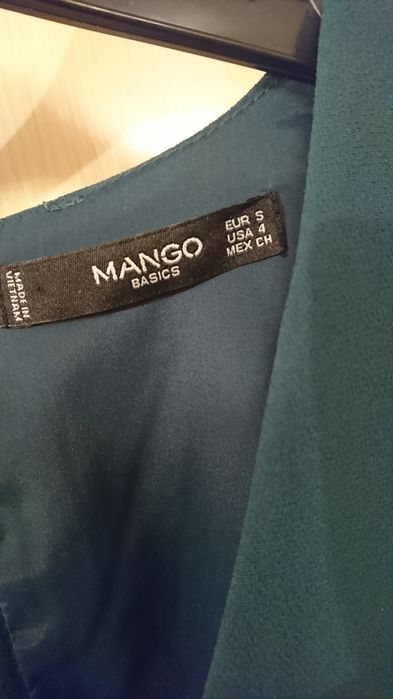 MANGO
BASICS
EUR S
USA 4
MEX CH
MADE IN
VIETNAM